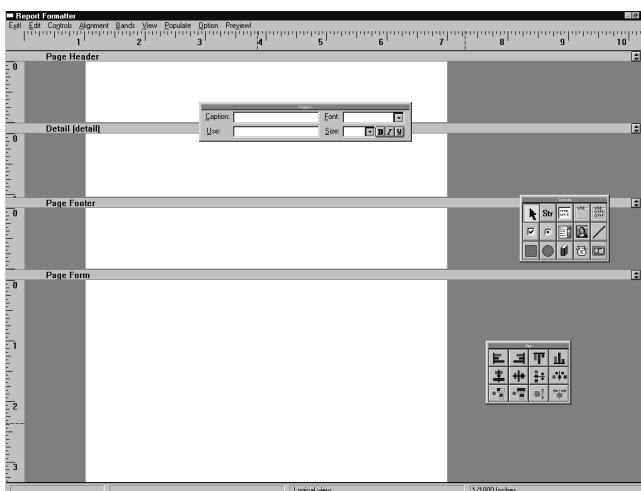 Report Formatter
Exit! Edit Controls Alignment Bands View Populate Option Preview!
1 2 3 4 5 6 7 8 9 10
Page Header
0
Property
Caption: Font:
Use: Size: B I U
Detail (detail)
0
Page Footer
0
Str
Page Form
0
1
2
3
Logical view 1/1000 Inches